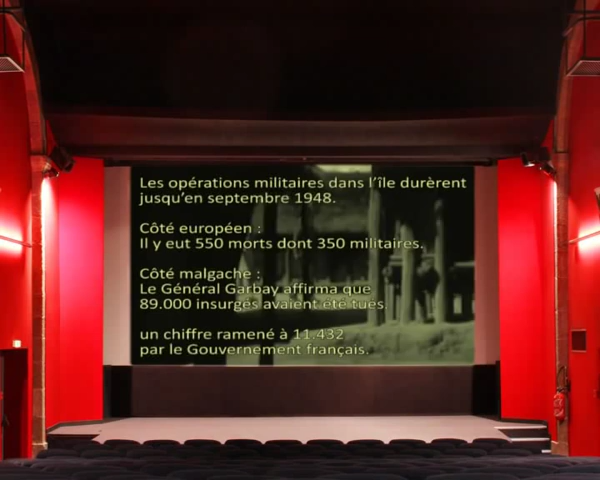 Les opérations militaires dans l'île durèrent
jusqu'en septembre 1948.
Côté européen :
Il y eut 550 morts dont 350 militaires.
Côté malgache :
Le Général Garbay affirma que
89.000 insurgés avaient été tués.
un chiffre ramené à 11.432
par le Gouvernement français.